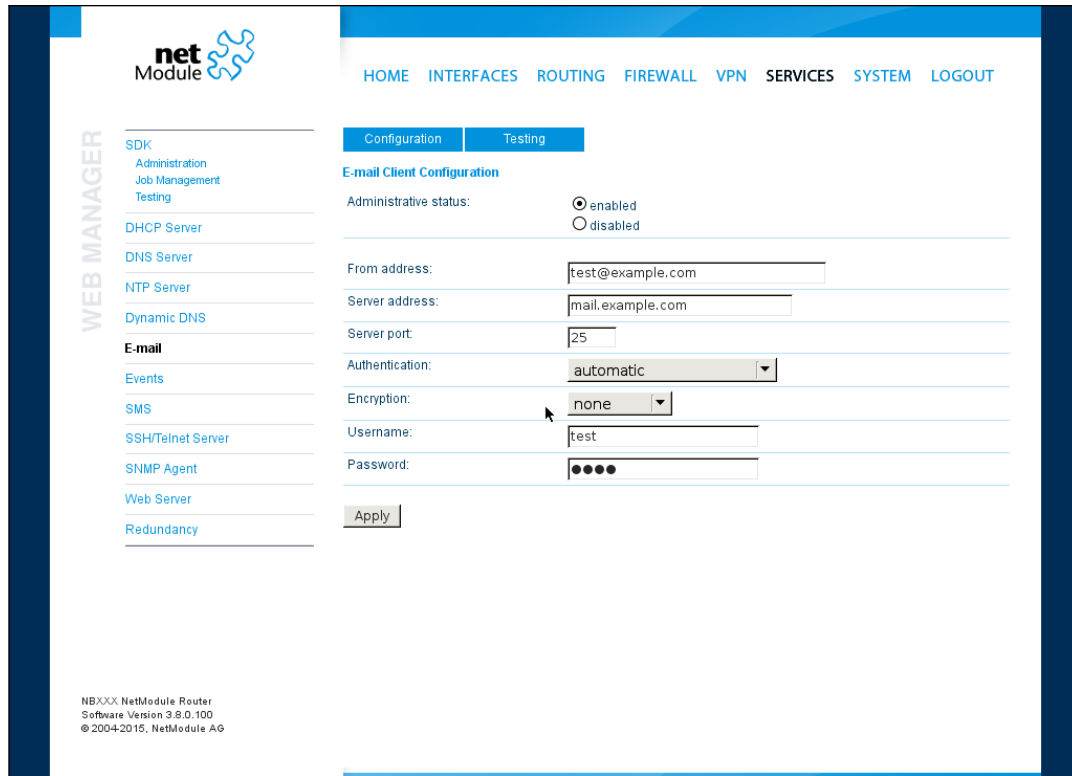 net
Module
HOME INTERFACES ROUTING FIREWALL VPN SERVICES SYSTEM LOGOUT
WEB MANAGER
SDK
Administration
Job Management
Testing
DHCP Server
DNS Server
NTP Server
Dynamic DNS
E-mail
Events
SMS
SSH/Telnet Server
SNMP Agent
Web Server
Redundancy
Configuration Testing
E-mail Client Configuration
Administrative status: enabled
disabled
From address: test@example.com
Server address: mail.example.com
Server port: 25
Authentication: automatic
Encryption: none
Username: test
Password: ●●●●
Apply
NBXXX NetModule Router
Software Version 3.8.0.100
© 2004-2015, NetModule AG